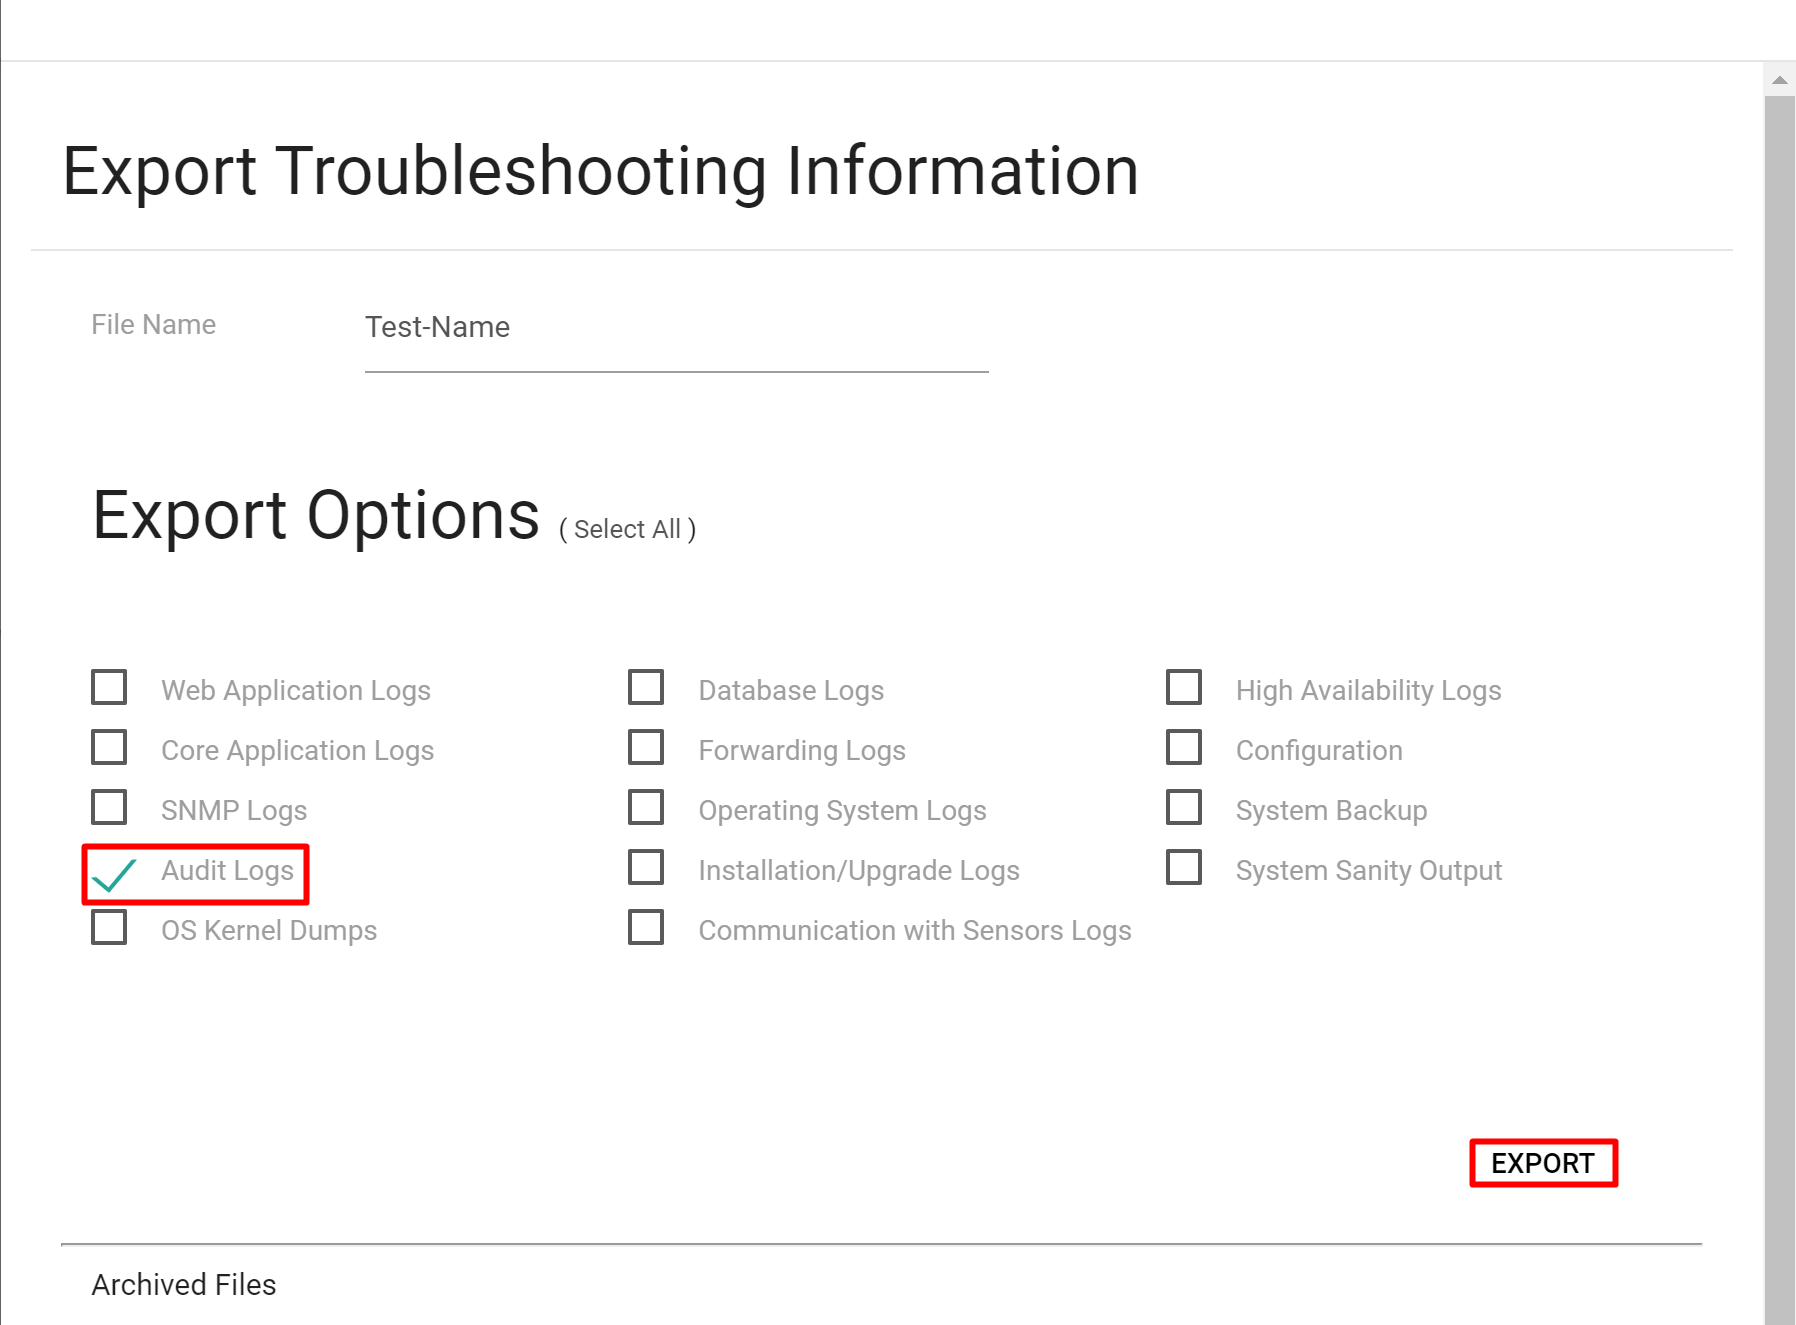 Export Troubleshooting Information
File Name Test-Name
Export Options ( Select All )
Web Application Logs Database Logs High Availability Logs
Core Application Logs Forwarding Logs Configuration
SNMP Logs Operating System Logs System Backup
Audit Logs Installation/Upgrade Logs System Sanity Output
OS Kernel Dumps Communication with Sensors Logs
EXPORT
Archived Files